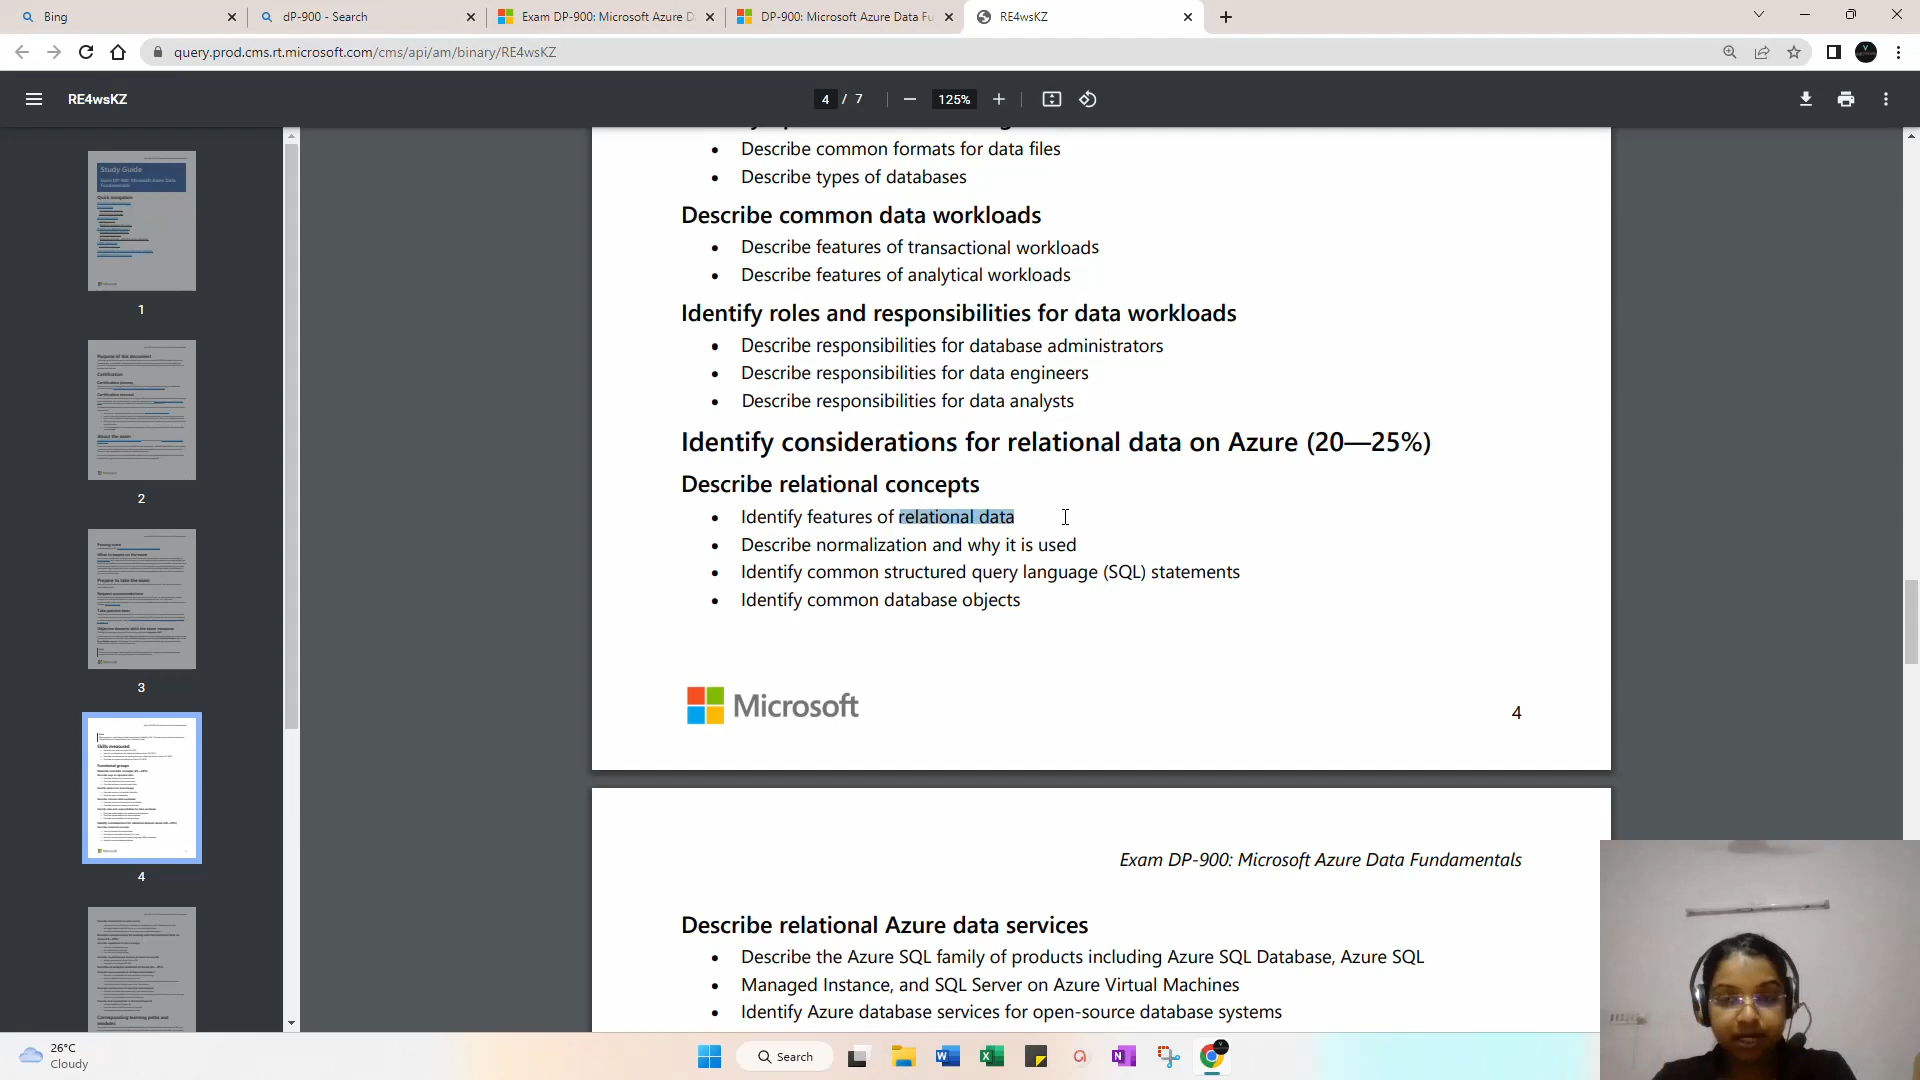 Bing
dP-900 - Search
Exam DP-900: Microsoft Azure D
DP-900: Microsoft Azure Data Fu
RE4wsKZ
query.prod.cms.rt.microsoft.com/cms/api/am/binary/RE4wsKZ
RE4wsKZ
4 / 7
125%
• Describe common formats for data files
• Describe types of databases
Describe common data workloads
• Describe features of transactional workloads
• Describe features of analytical workloads
Identify roles and responsibilities for data workloads
• Describe responsibilities for database administrators
• Describe responsibilities for data engineers
• Describe responsibilities for data analysts
Identify considerations for relational data on Azure (20—25%)
Describe relational concepts
• Identify features of relational data
• Describe normalization and why it is used
• Identify common structured query language (SQL) statements
• Identify common database objects
Microsoft
4
Exam DP-900: Microsoft Azure Data Fundamentals
Describe relational Azure data services
• Describe the Azure SQL family of products including Azure SQL Database, Azure SQL
• Managed Instance, and SQL Server on Azure Virtual Machines
• Identify Azure database services for open-source database systems
Study Guide
1
2
3
4
26°C
Cloudy
Search